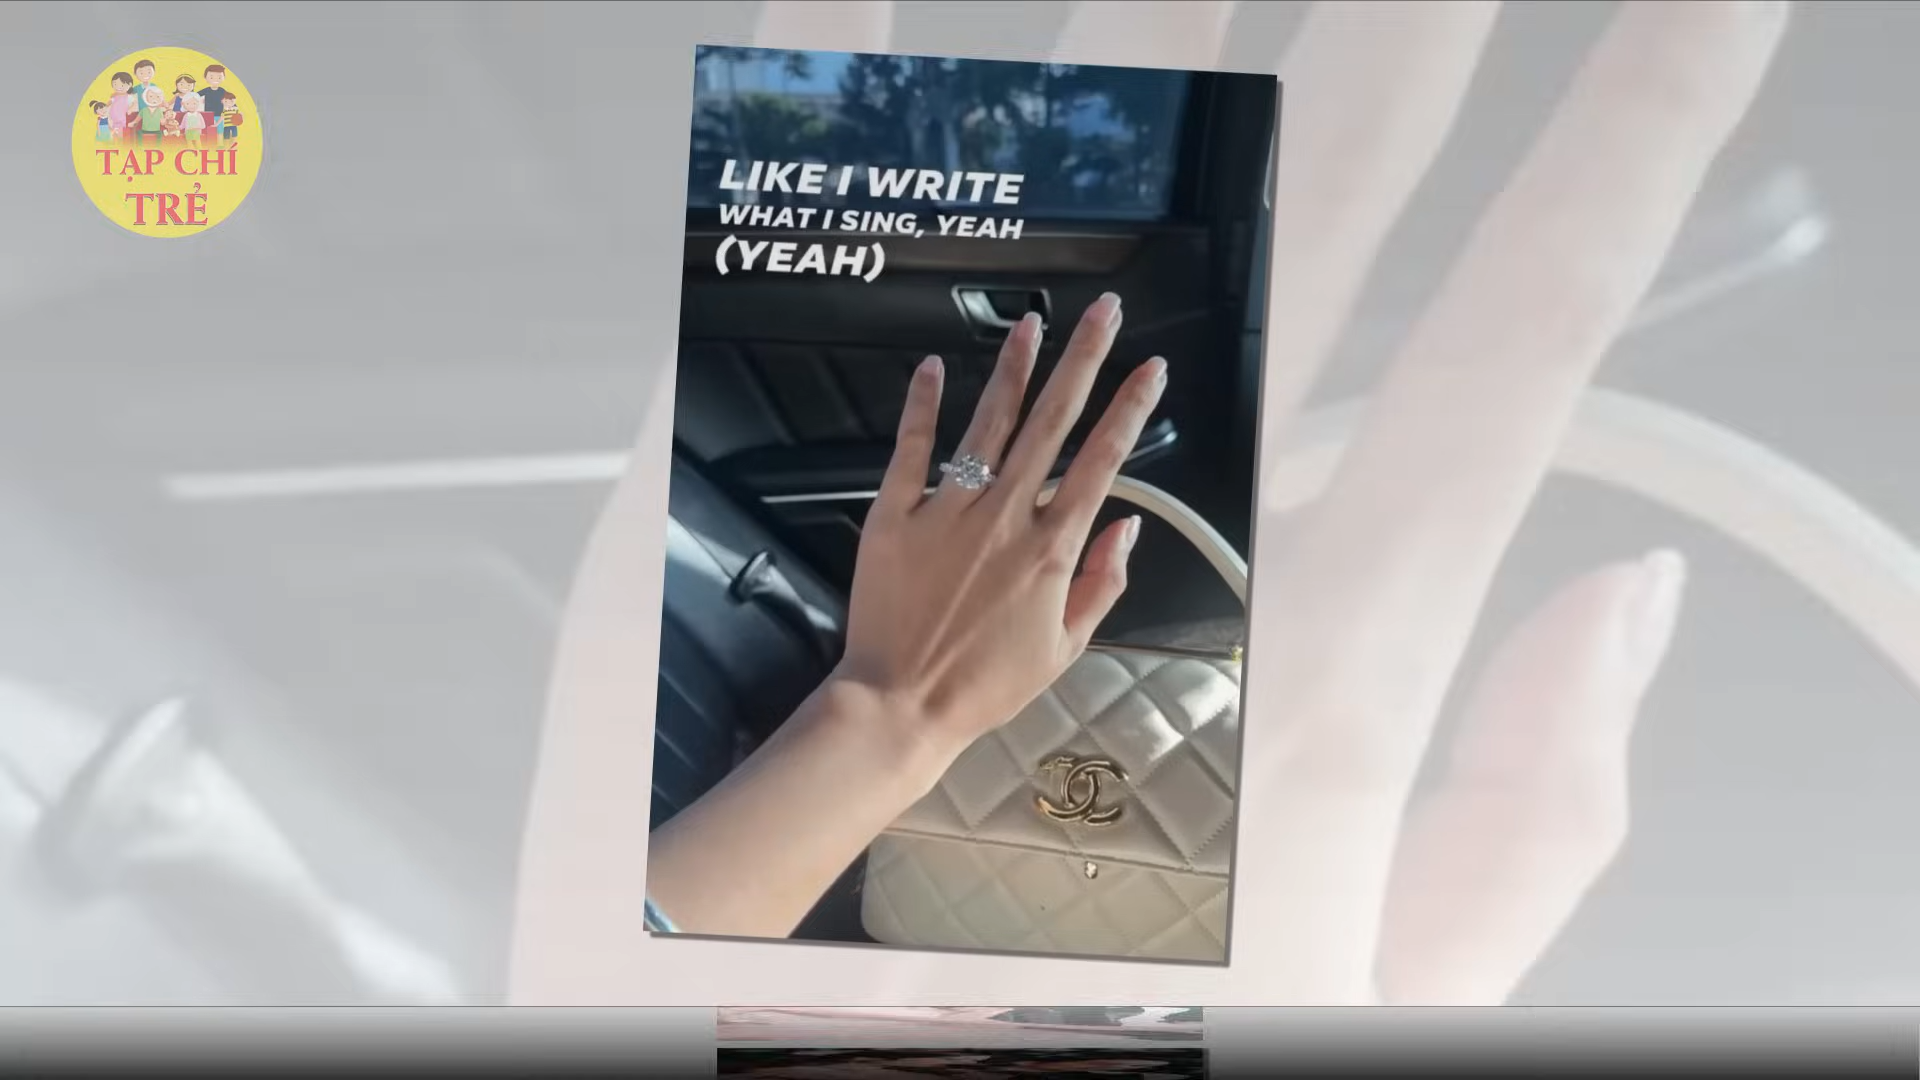 TẠP CHÍ
TRẺ
LIKE I WRITE
WHAT I SING, YEAH
(YEAH)